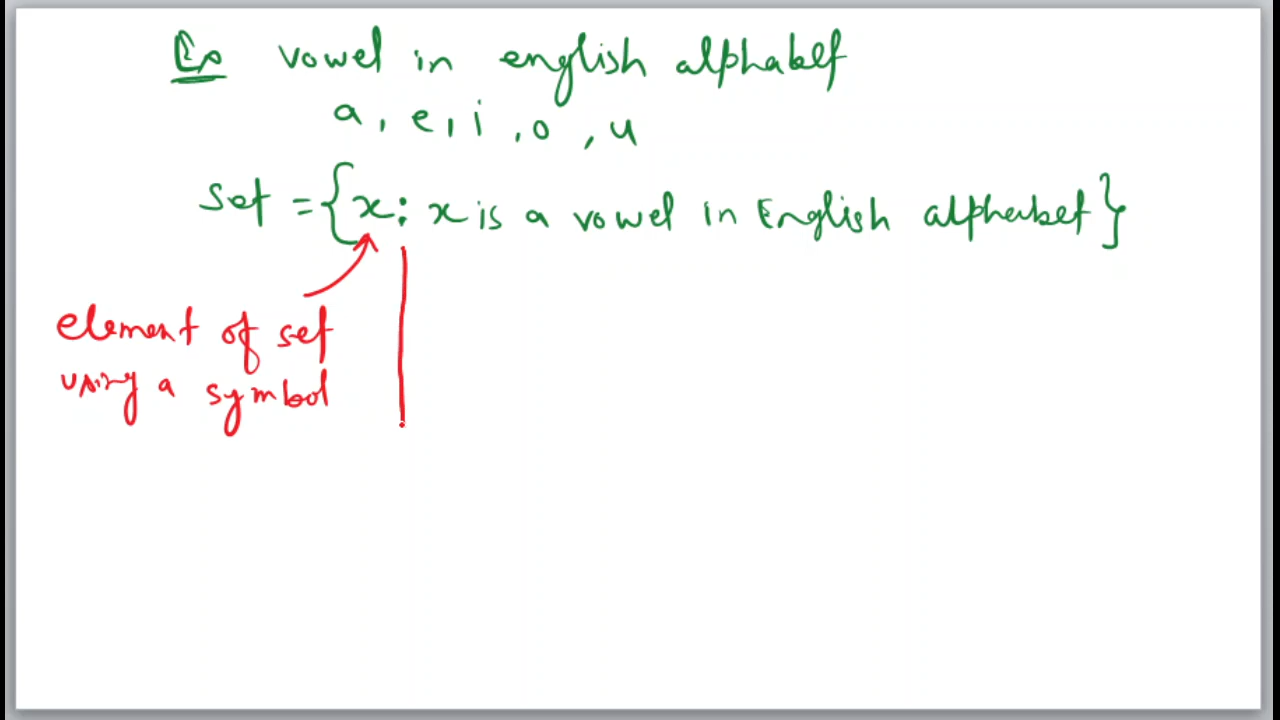 Ex vowel in english alphabet
a, e, i, o, u
set = {x: x is a vowel in English alphabet}
element of set
using a symbol